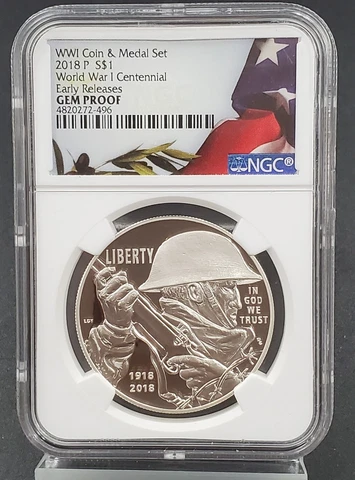 WWI Coin & Medal Set
2018 P S$1
World War I Centennial
Early Releases
GEM PROOF
4820272-496
NGC®
LIBERTY
IN
GOD
WE
TRUST
1918
2018